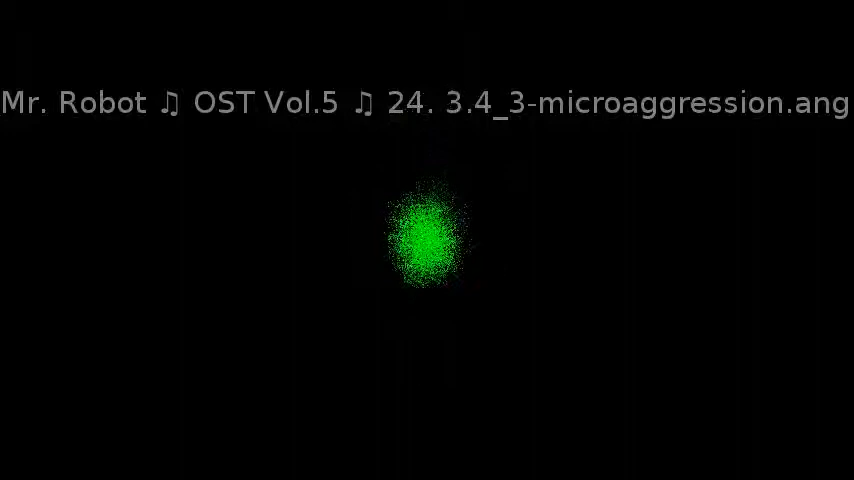 Mr. Robot ♫ OST Vol.5 ♫ 24. 3.4_3-microaggression.ang